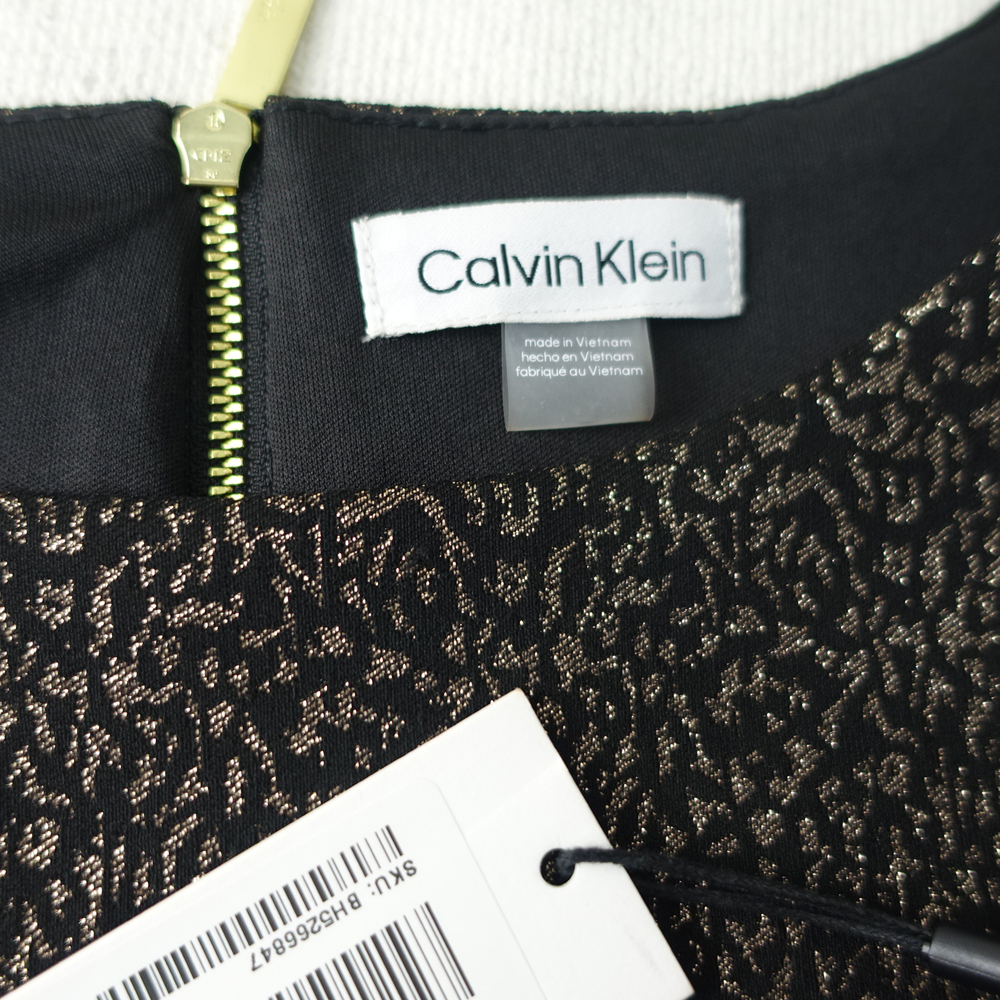 Calvin Klein
made in Vietnam
hecho en Vietnam
fabriqué au Vietnam
SKU: BH5266847